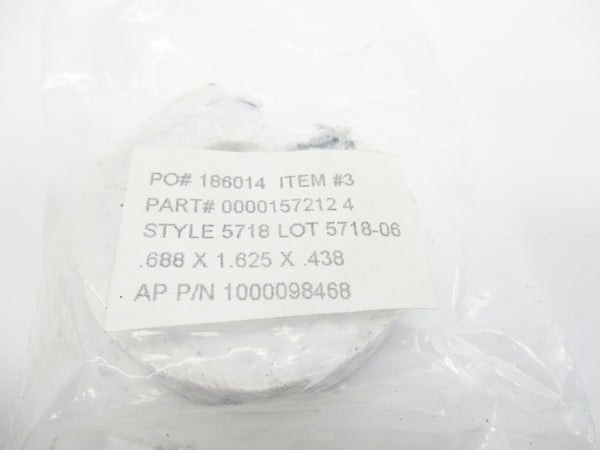 PO# 186014 ITEM #3
PART# 0000157212 4
STYLE 5718 LOT 5718-06
.688 X 1.625 X .438
AP P/N 1000098468